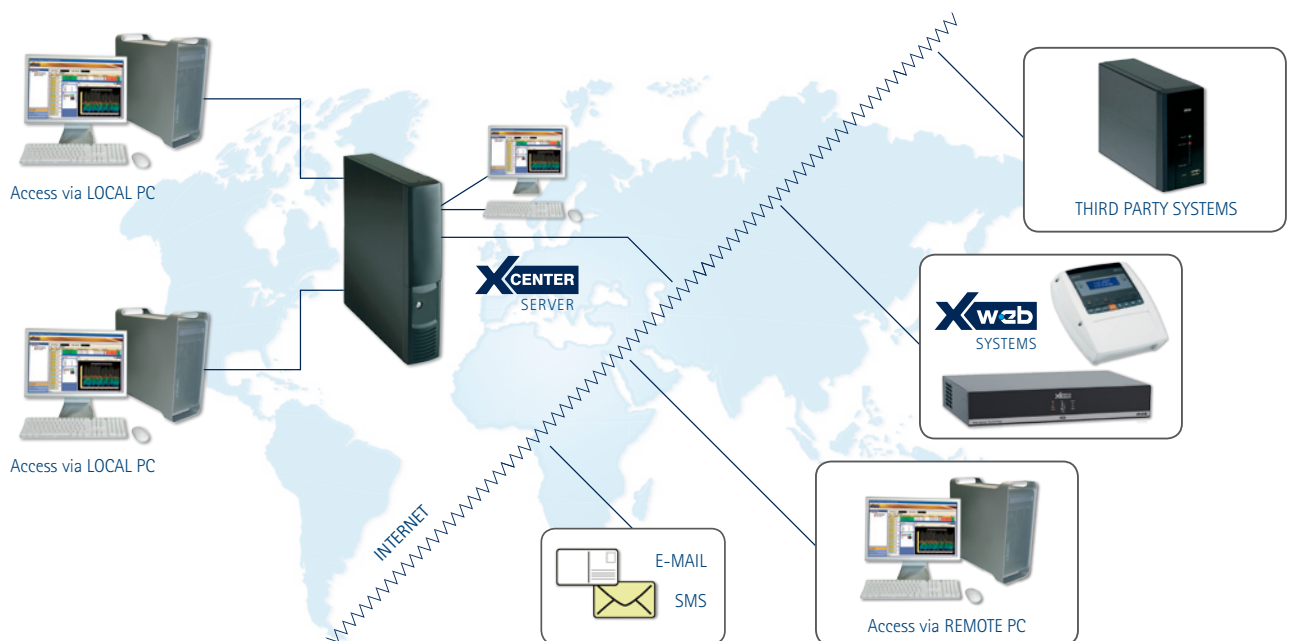 Access via LOCAL PC
XCENTER
SERVER
THIRD PARTY SYSTEMS
Xweb
SYSTEMS
Access via LOCAL PC
INTERNET
E-MAIL
SMS
Access via REMOTE PC